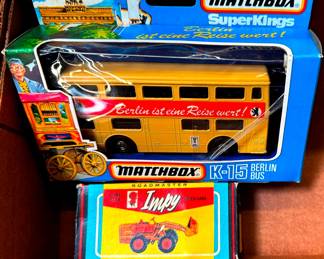 MATCHBOX
SuperKings
Berlin
ist eine Reise wert!
Berlin ist eine Reise wert!
MATCHBOX
K-15
BERLIN
BUS
ROADMASTER
Impy